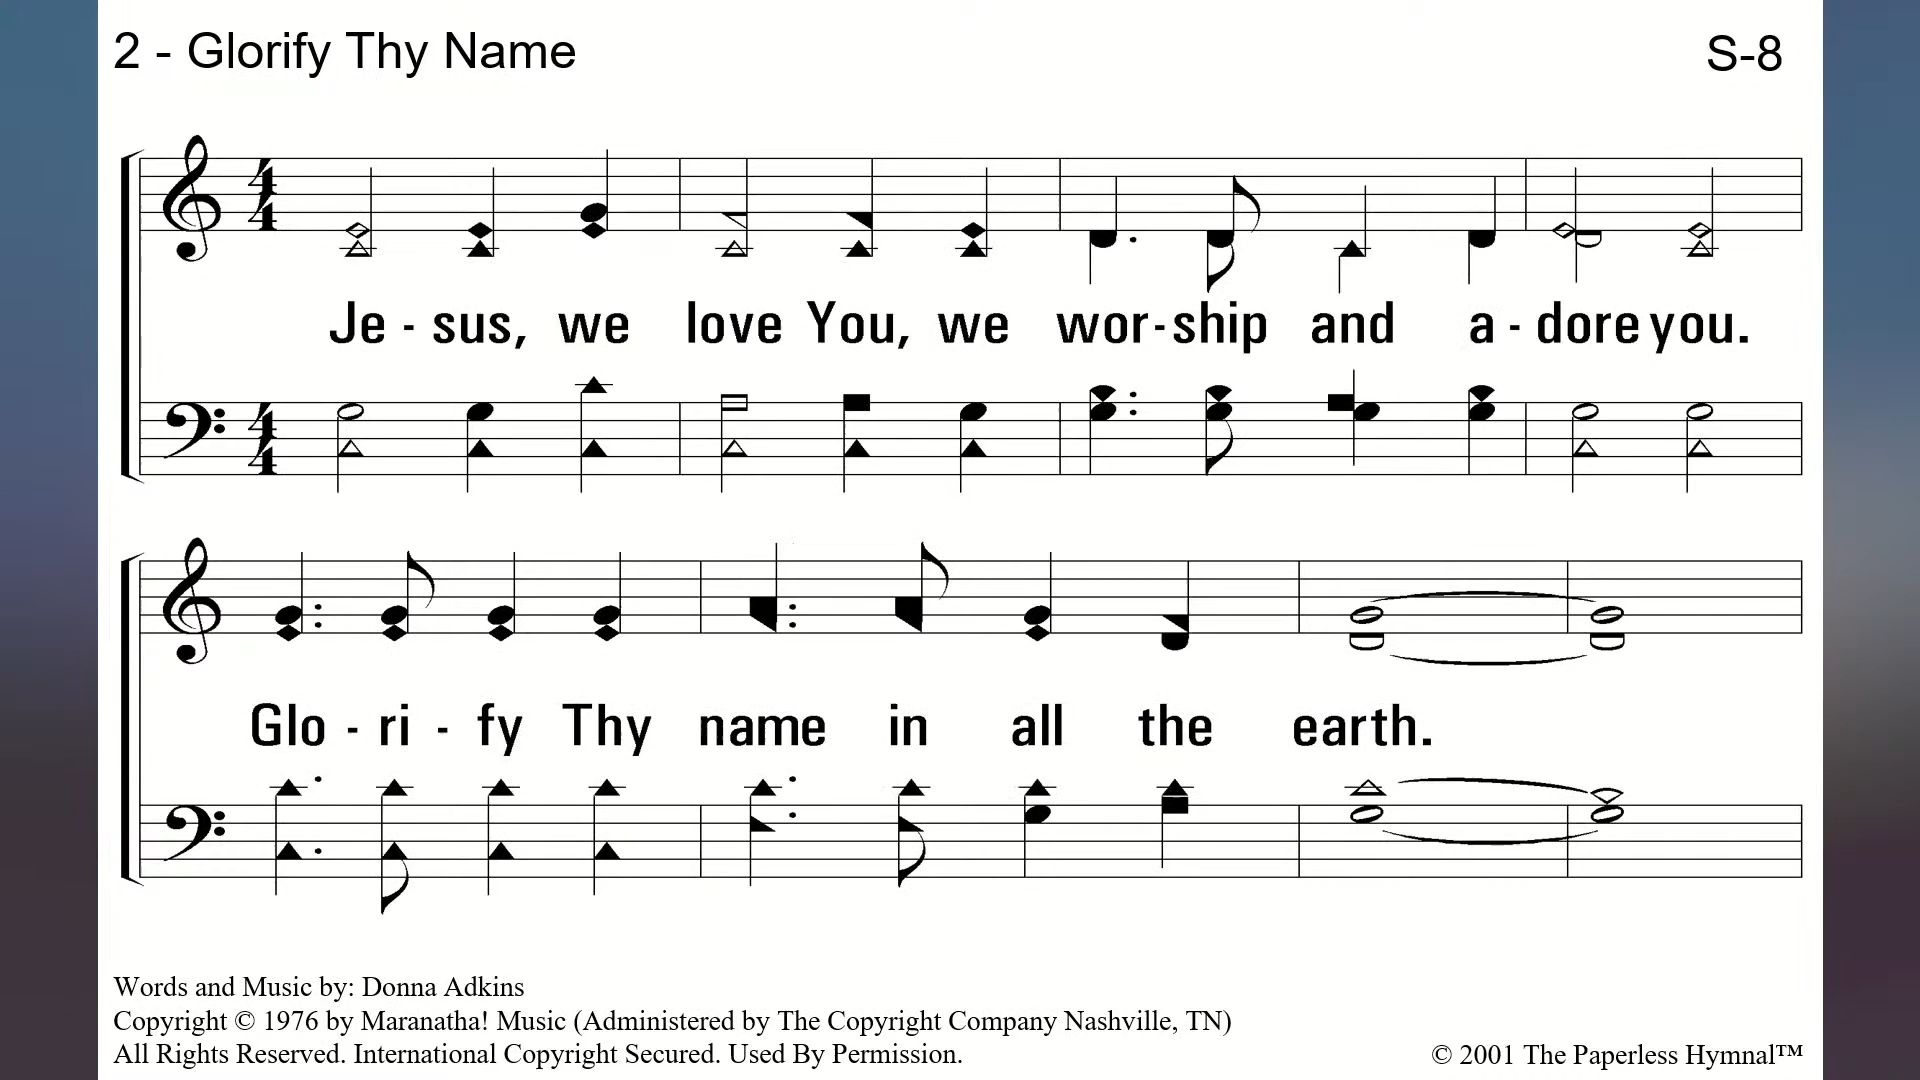 2 - Glorify Thy Name
S-8
Je - sus, we love You, we wor-ship and a - dore you.
Glo - ri - fy Thy name in all the earth.
Words and Music by: Donna Adkins
Copyright © 1976 by Maranatha! Music (Administered by The Copyright Company Nashville, TN)
All Rights Reserved. International Copyright Secured. Used By Permission.
© 2001 The Paperless Hymnal™